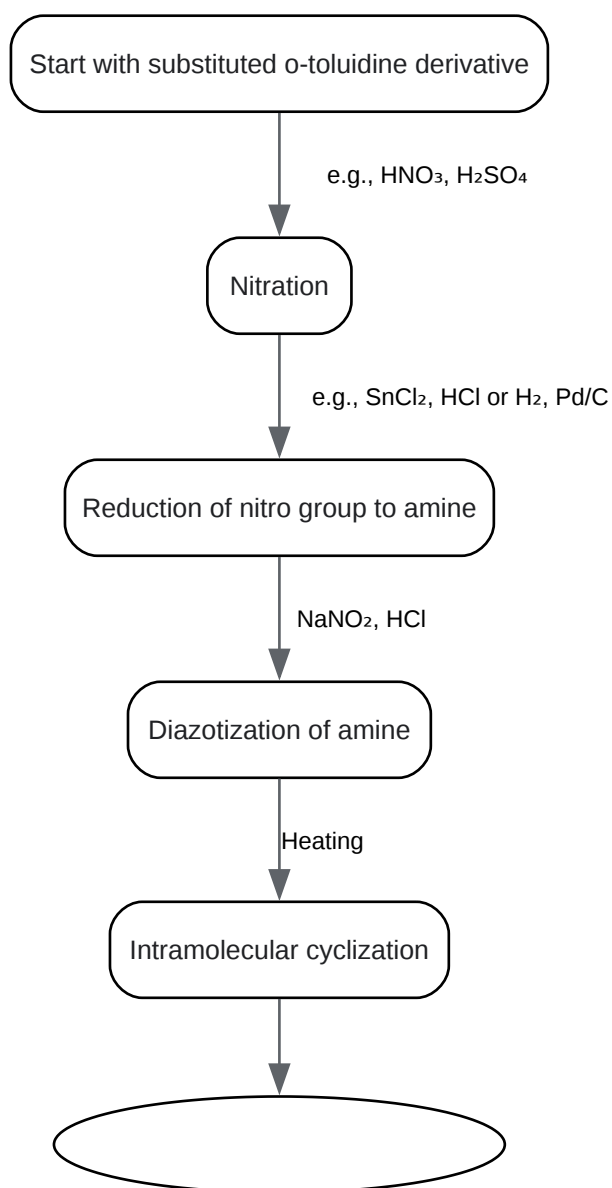 Start with substituted o-toluidine derivative
e.g., HNO₃, H₂SO₄
Nitration
e.g., SnCl₂, HCl or H₂, Pd/C
Reduction of nitro group to amine
NaNO₂, HCl
Diazotization of amine
Heating
Intramolecular cyclization